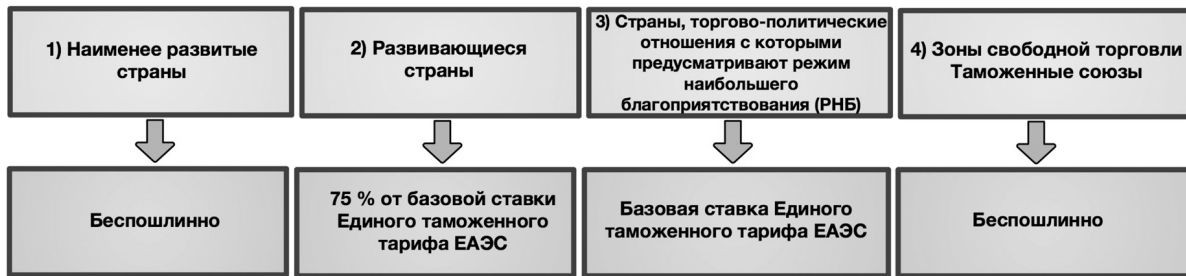 1) Наименее развитые
страны
2) Развивающиеся
страны
3) Страны, торгово-политические
отношения с которыми
предусматривают режим
наибольшего
благоприятствования (РНБ)
4) Зоны свободной торговли
Таможенные союзы
Беспошлинно
75 % от базовой ставки
Единого таможенного
тарифа ЕАЭС
Базовая ставка Единого
таможенного тарифа ЕАЭС
Беспошлинно